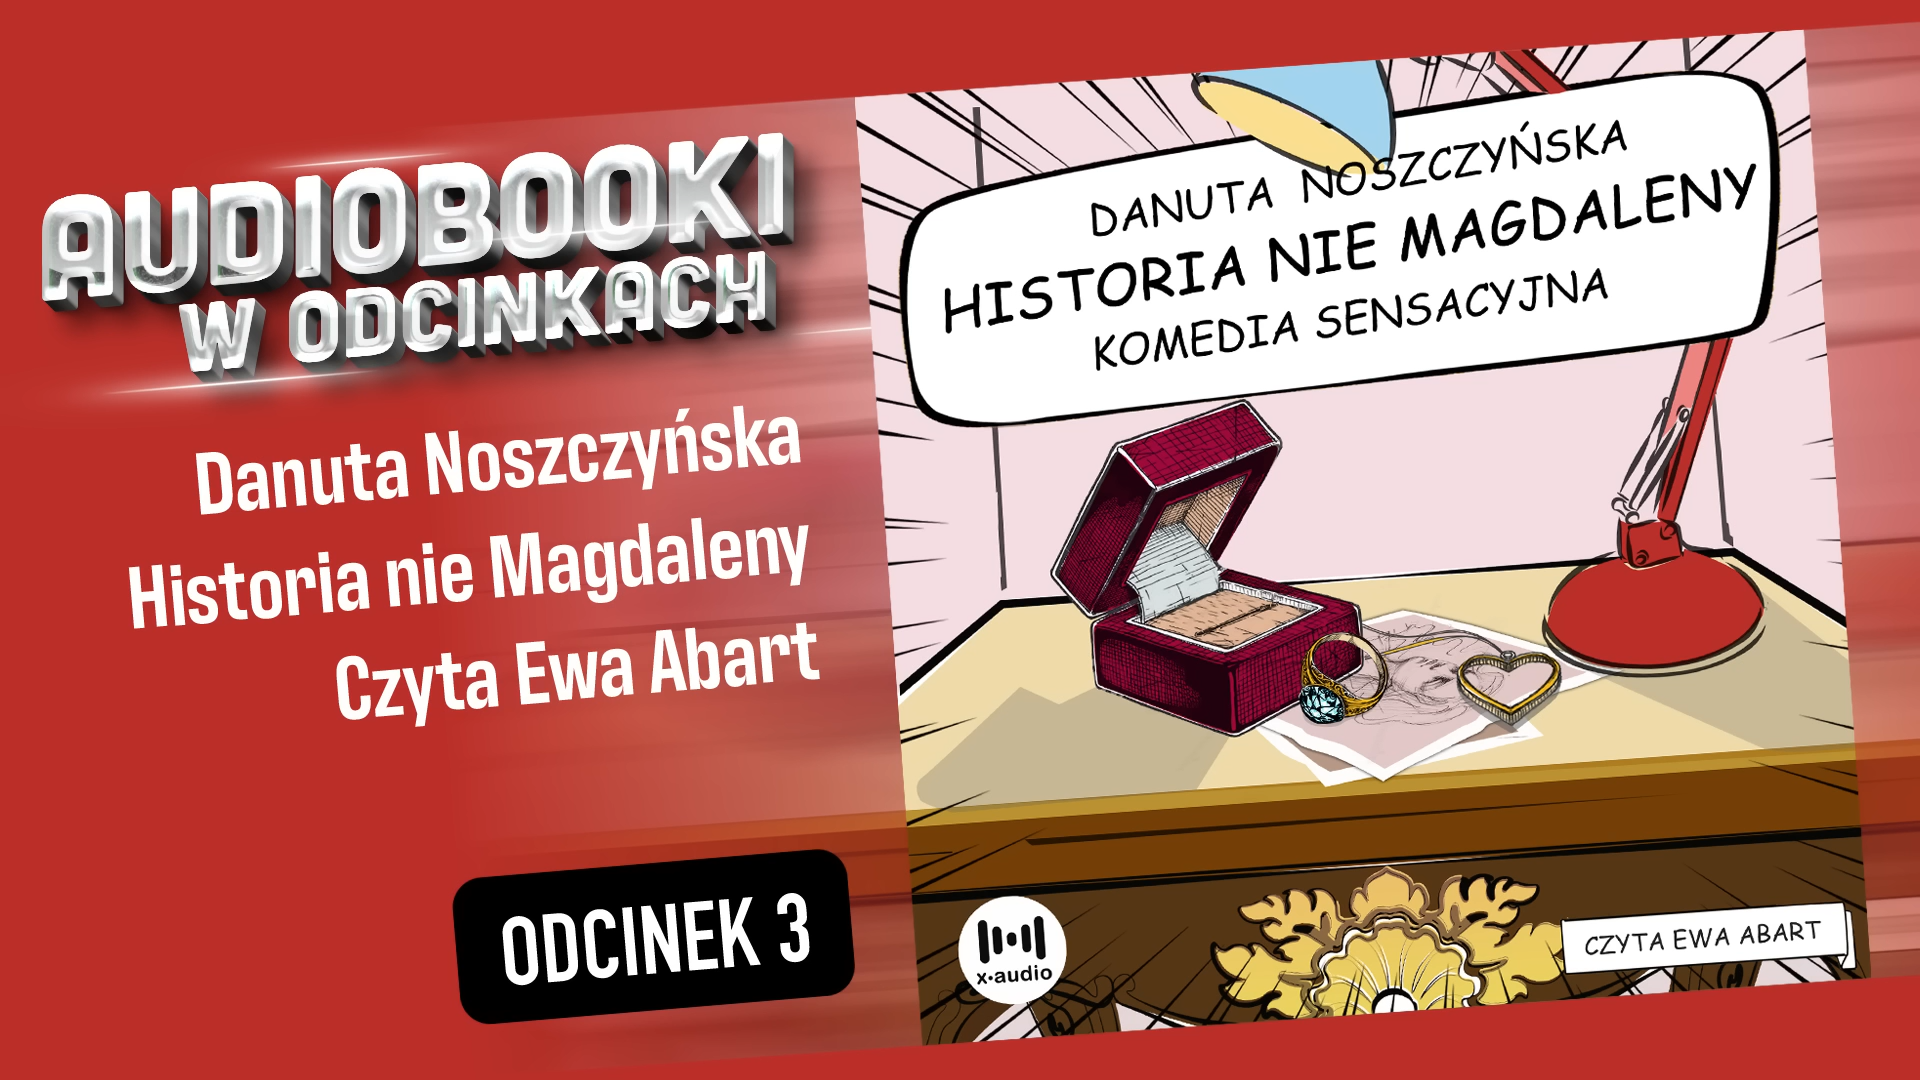 AUDIOBOOKI
W ODCINKACH
Danuta Noszczyńska
Historia nie Magdaleny
Czyta Ewa Abart
ODCINEK 3
DANUTA NOSZCZYŃSKA
HISTORIA NIE MAGDALENY
KOMEDIA SENSACYJNA
x•audio
CZYTA EWA ABART